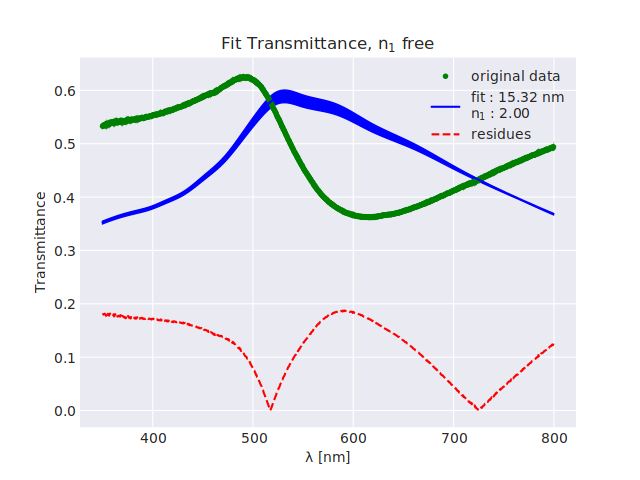 Fit Transmittance, n₁ free
original data
fit : 15.32 nm
n₁ : 2.00
residues
Transmittance
0.6
0.5
0.4
0.3
0.2
0.1
0.0
400 500 600 700 800
λ [nm]